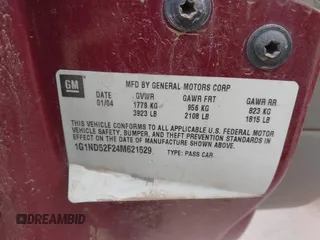 GM
MFD BY GENERAL MOTORS CORP
DATE GVWR GAWR FRT GAWR RR
01/04 1779 KG 956 KG 823 KG
3923 LB 2108 LB 1815 LB
THIS VEHICLE CONFORMS TO ALL APPLICABLE U.S. FEDERAL MOTOR
VEHICLE SAFETY, BUMPER, AND THEFT PREVENTION STANDARDS IN
EFFECT ON THE DATE OF MANUFACTURE SHOWN ABOVE.
1G1ND52F24M621529 TYPE: PASS CAR
DREAMBID